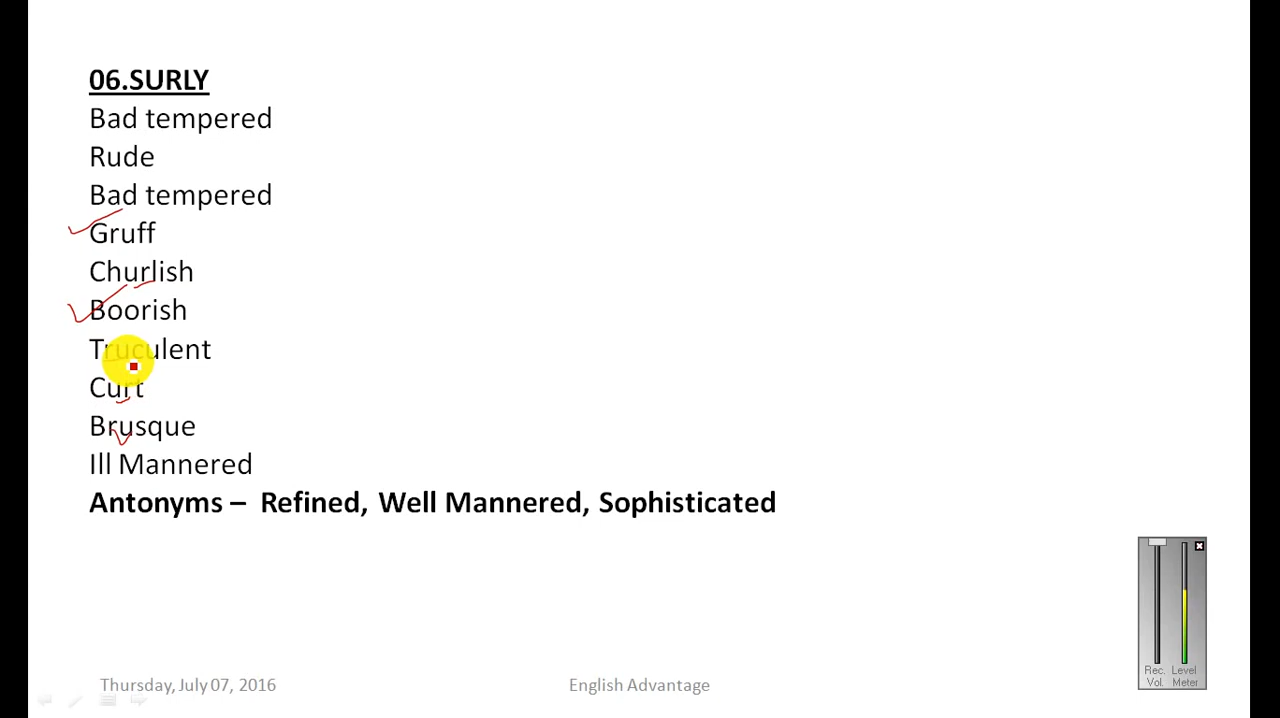 06.SURLY
Bad tempered
Rude
Bad tempered
Gruff
Churlish
Boorish
Truculent
Curt
Brusque
Ill Mannered
Antonyms – Refined, Well Mannered, Sophisticated
Rec. Level
Vol. Meter
Thursday, July 07, 2016 English Advantage